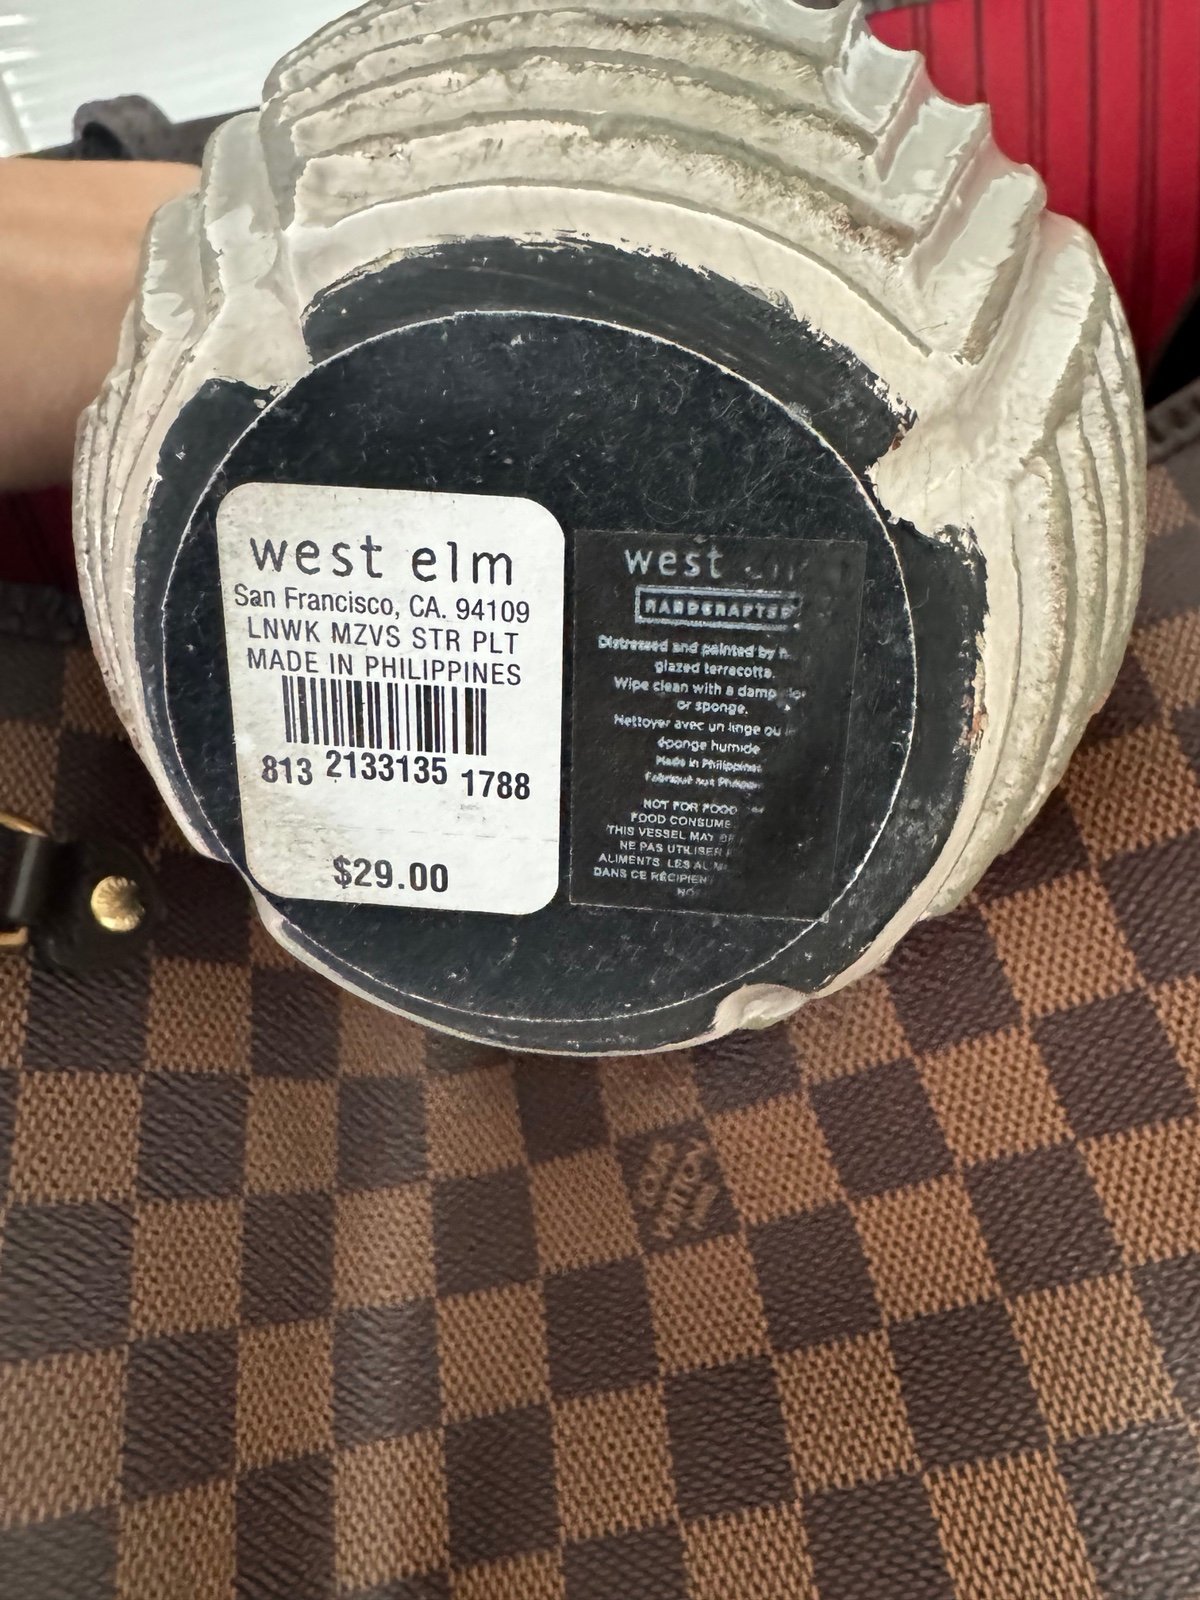 west elm
San Francisco, CA. 94109
LNWK MZVS STR PLT
MADE IN PHILIPPINES
813 2133135 1788
$29.00
west
HANDCRAFTED
Distressed and painted by
glazed terracotta.
Wipe clean with a damp
or sponge.
Nettoyer avec un linge ou
éponge humide
Made in Philippines
Fabriqué aux
NOT FOR FOOD
FOOD CONSUME
THIS VESSEL MAY
NE PAS UTILISER
ALIMENTS LES
DANS CE RÉCIPIEN